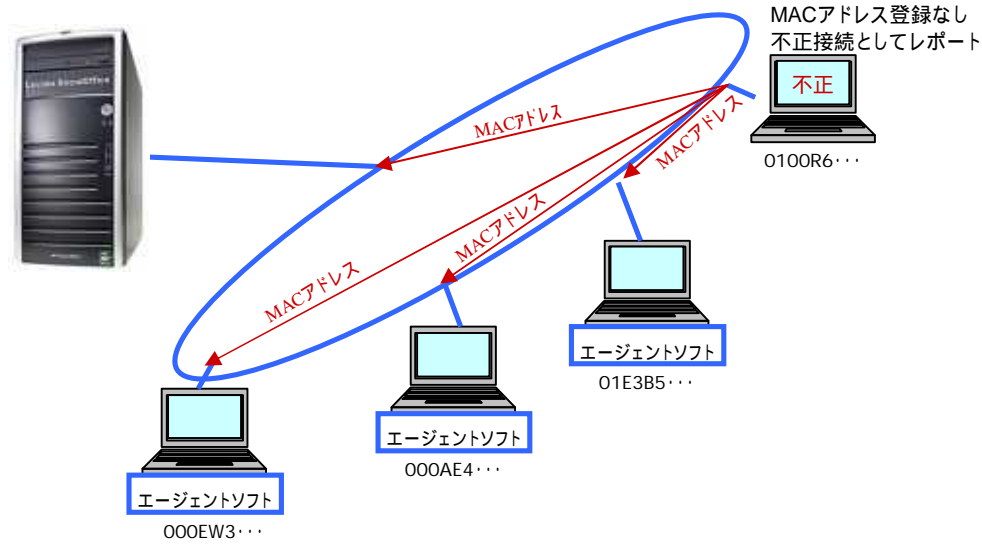 MACアドレス登録なし
不正接続としてレポート
不正
0100R6･･･
MACアドレス
MACアドレス
MACアドレス
MACアドレス
エージェントソフト
01E3B5･･･
エージェントソフト
000AE4･･･
エージェントソフト
000EW3･･･